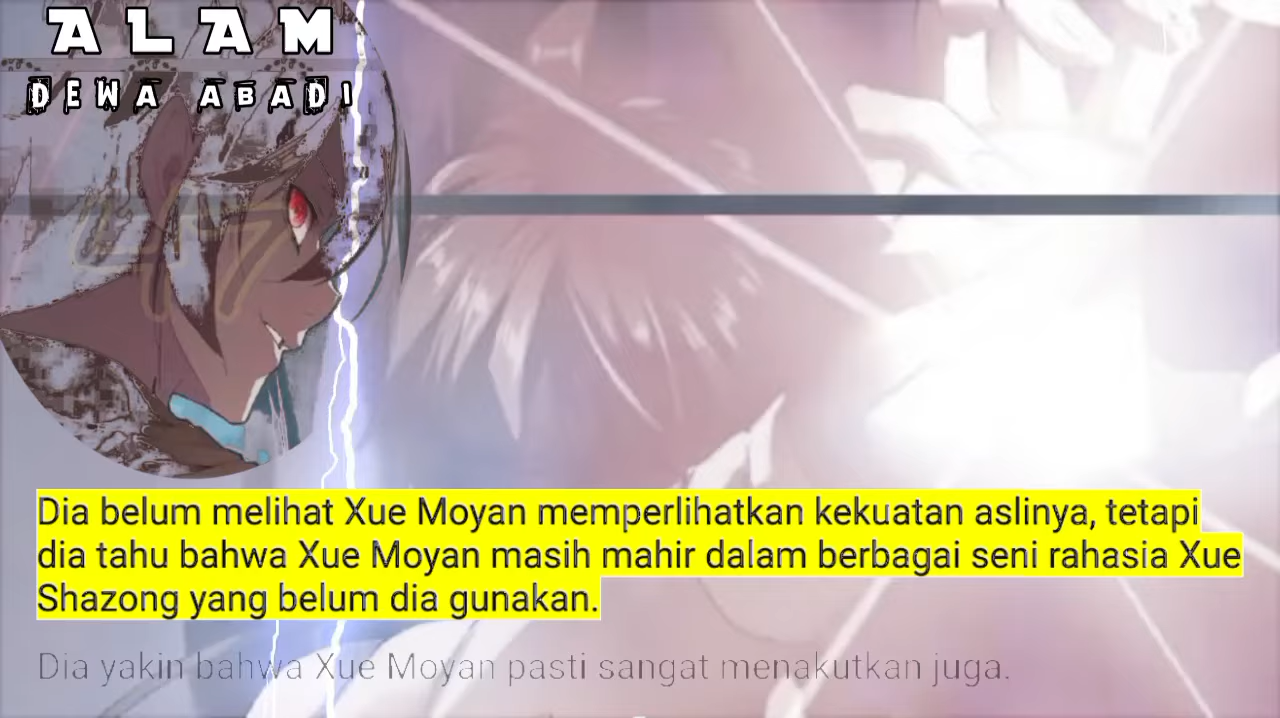 ALAM
DEWA ABADI
Dia belum melihat Xue Moyan memperlihatkan kekuatan aslinya, tetapi
dia tahu bahwa Xue Moyan masih mahir dalam berbagai seni rahasia Xue
Shazong yang belum dia gunakan.
Dia yakin bahwa Xue Moyan pasti sangat menakutkan juga.